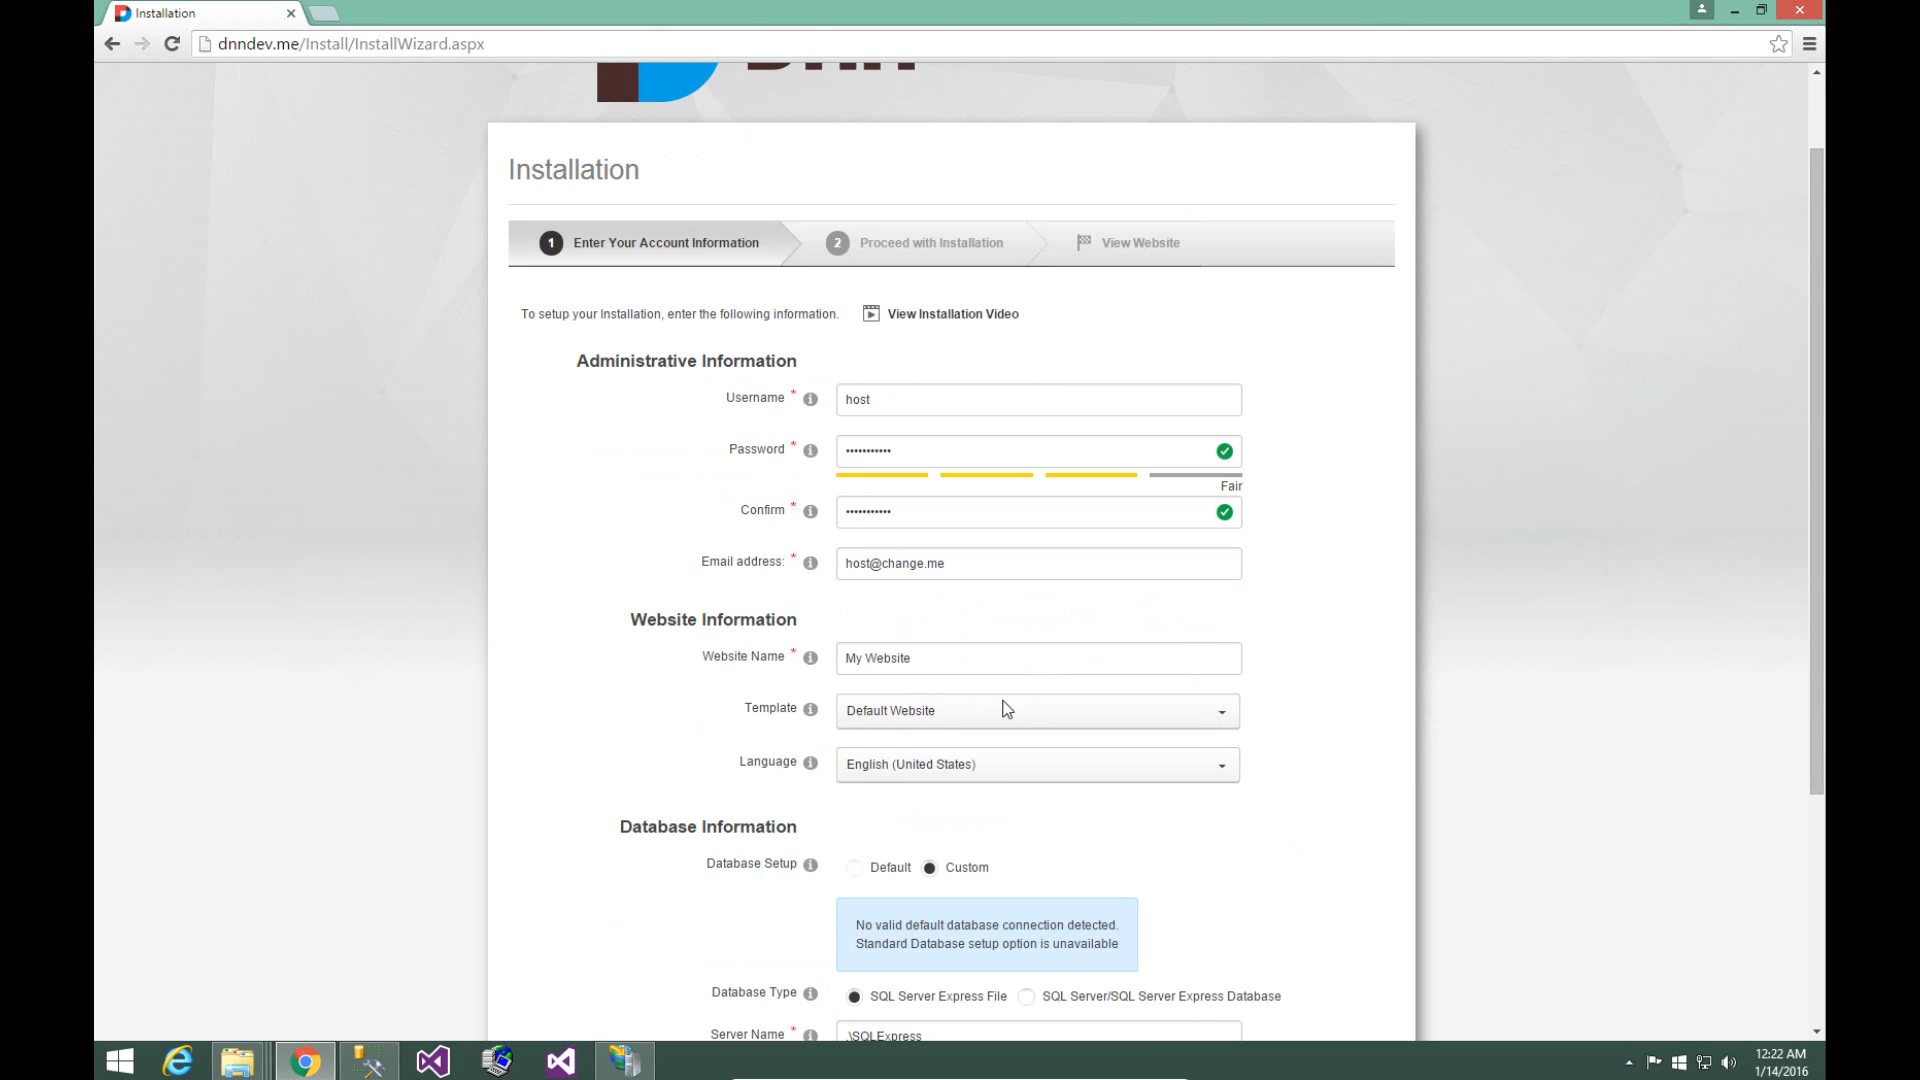 Installation
dnndev.me/Install/InstallWizard.aspx
Installation
1 Enter Your Account Information 2 Proceed with Installation View Website
To setup your Installation, enter the following information. View Installation Video
Administrative Information
Username * host
Password * •••••••••••
Fair
Confirm * •••••••••••
Email address: * host@change.me
Website Information
Website Name * My Website
Template Default Website
Language English (United States)
Database Information
Database Setup Default Custom
No valid default database connection detected.
Standard Database setup option is unavailable
Database Type SQL Server Express File SQL Server/SQL Server Express Database
Server Name * .\SQLExpress
12:22 AM
1/14/2016